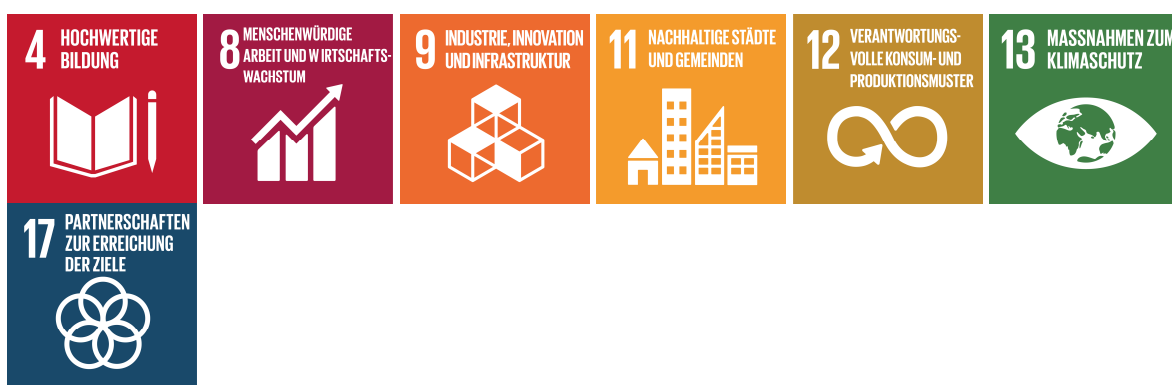 4 HOCHWERTIGE
BILDUNG
8 MENSCHENWÜRDIGE
ARBEIT UND W IRTSCHAFTS-
WACHSTUM
9 INDUSTRIE, INNOVATION
UND INFRASTRUKTUR
11 NACHHALTIGE STÄDTE
UND GEMEINDEN
12 VERANTWORTUNGS-
VOLLE KONSUM- UND
PRODUKTIONSMUSTER
13 MASSNAHMEN ZUM
KLIMASCHUTZ
17 PARTNERSCHAFTEN
ZUR ERREICHUNG
DER ZIELE